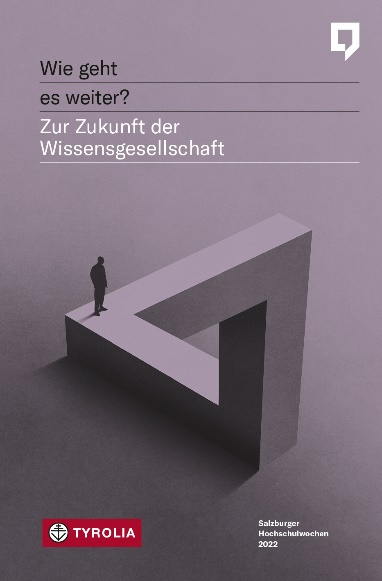 Wie geht
es weiter?
Zur Zukunft der
Wissensgesellschaft
TYROLIA
Salzburger
Hochschulwochen
2022